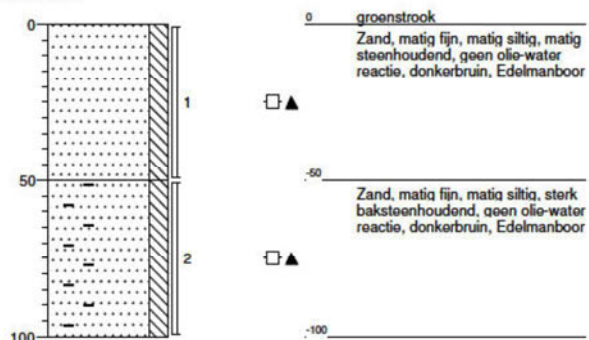 0
50
100
1
2
0 groenstrook
Zand, matig fijn, matig siltig, matig
steenhoudend, geen olie-water
reactie, donkerbruin, Edelmanboor
-50
Zand, matig fijn, matig siltig, sterk
baksteenhoudend, geen olie-water
reactie, donkerbruin, Edelmanboor
-100